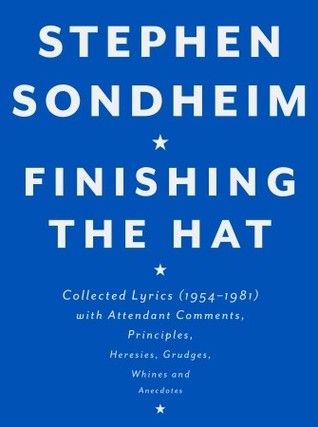 STEPHEN
SONDHEIM
FINISHING
THE HAT
Collected Lyrics (1954–1981)
with Attendant Comments,
Principles,
Heresies, Grudges,
Whines and
Anecdotes